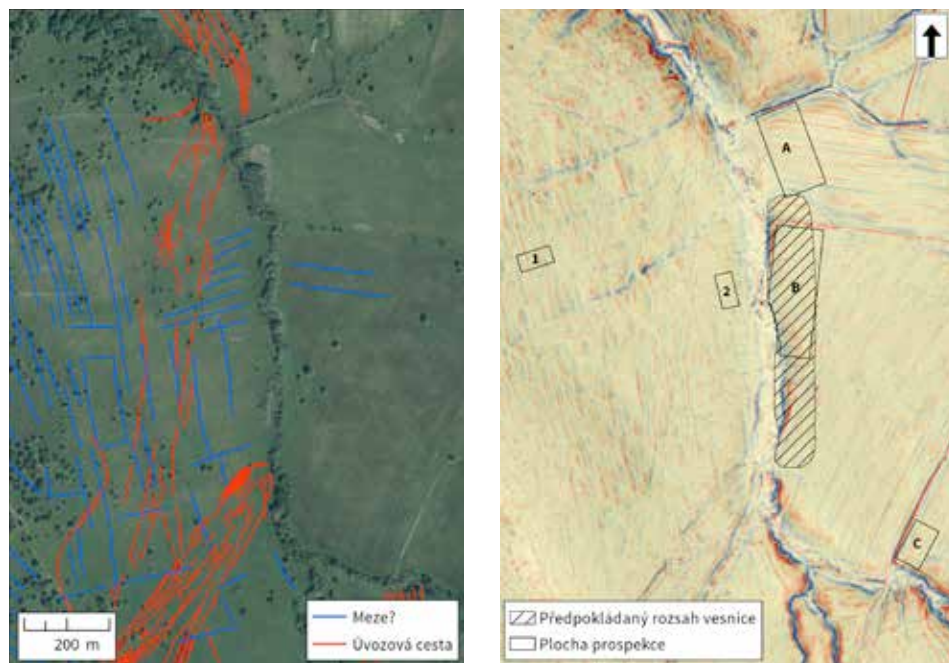 200 m
Meze?
Úvozová cesta
A
1
2
B
C
Předpokládaný rozsah vesnice
Plocha prospekce